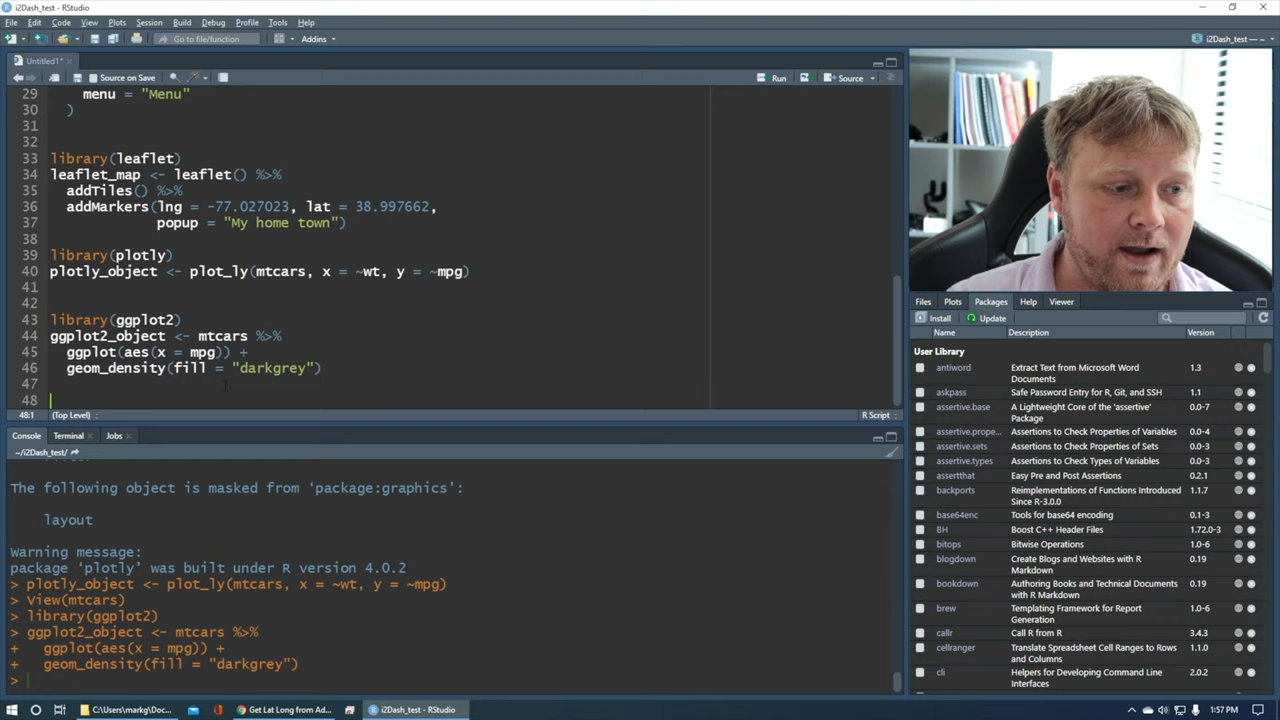 i2Dash_test - RStudio
File Edit Code View Plots Session Build Debug Profile Tools Help
Go to file/function
Addins
i2Dash_test — ~
Untitled1*
Source on Save
Run
Source
29 menu = "Menu"
30 )
31
32
33 library(leaflet)
34 leaflet_map <- leaflet() %>%
35 addTiles() %>%
36 addMarkers(lng = -77.027023, lat = 38.997662,
37 popup = "My home town")
38
39 library(plotly)
40 plotly_object <- plot_ly(mtcars, x = ~wt, y = ~mpg)
41
42
43 library(ggplot2)
44 ggplot2_object <- mtcars %>%
45 ggplot(aes(x = mpg)) +
46 geom_density(fill = "darkgrey")
47
48
48:1 (Top Level) R Script
Console Terminal Jobs
~/i2Dash_test/
The following object is masked from ‘package:graphics’:
layout
Warning message:
package ‘plotly’ was built under R version 4.0.2
> plotly_object <- plot_ly(mtcars, x = ~wt, y = ~mpg)
> View(mtcars)
> library(ggplot2)
> ggplot2_object <- mtcars %>%
+ ggplot(aes(x = mpg)) +
+ geom_density(fill = "darkgrey")
>
Files Plots Packages Help Viewer
Install Update
Name Description Version
User Library
antiword Extract Text from Microsoft Word 1.3
Documents
askpass Safe Password Entry for R, Git, and SSH 1.1
assertive.base A Lightweight Core of the 'assertive' 0.0-7
Package
assertive.prope... Assertions to Check Properties of Variables 0.0-4
assertive.sets Assertions to Check Properties of Sets 0.0-3
assertive.types Assertions to Check Types of Variables 0.0-3
assertthat Easy Pre and Post Assertions 0.2.1
backports Reimplementations of Functions Introduced 1.1.7
Since R-3.0.0
base64enc Tools for base64 encoding 0.1-3
BH Boost C++ Header Files 1.72.0-3
bitops Bitwise Operations 1.0-6
blogdown Create Blogs and Websites with R 0.19
Markdown
bookdown Authoring Books and Technical Documents 0.19
with R Markdown
brew Templating Framework for Report 1.0-6
Generation
callr Call R from R 3.4.3
cellranger Translate Spreadsheet Cell Ranges to Rows 1.1.0
and Columns
cli Helpers for Developing Command Line 2.0.2
Interfaces
C:\Users\markg\Doc...
Get Lat Long from Ad...
i2Dash_test - RStudio
1:57 PM